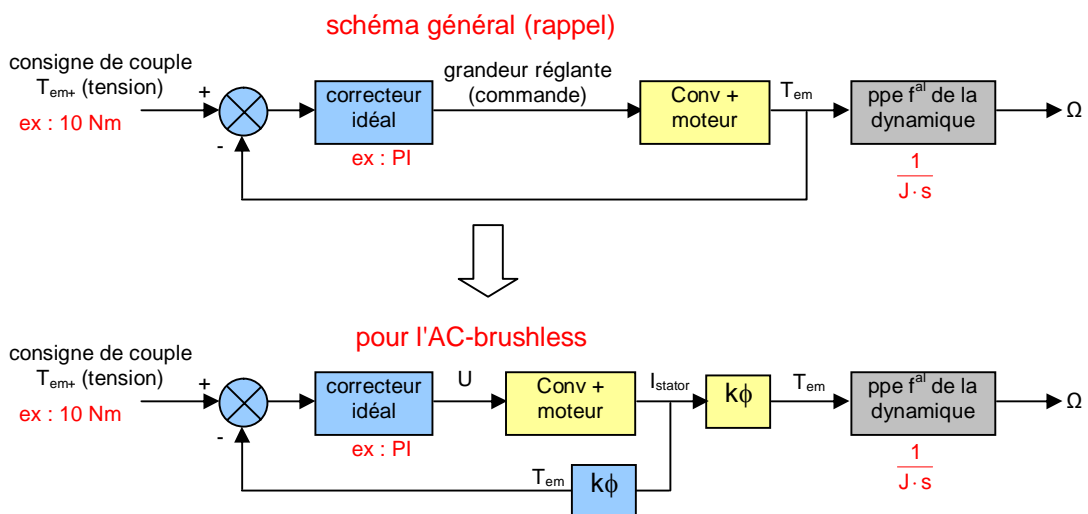 schéma général (rappel)
consigne de couple
Tem+ (tension)
ex : 10 Nm
+
-
correcteur
idéal
ex : PI
grandeur réglante
(commande)
Conv +
moteur
Tem
ppe fal de la
dynamique
1
J· s
Ω
pour l'AC-brushless
consigne de couple
Tem+ (tension)
ex : 10 Nm
+
-
correcteur
idéal
ex : PI
U
Conv +
moteur
Istator
kϕ
Tem
ppe fal de la
dynamique
1
J· s
Ω
Tem
kϕ